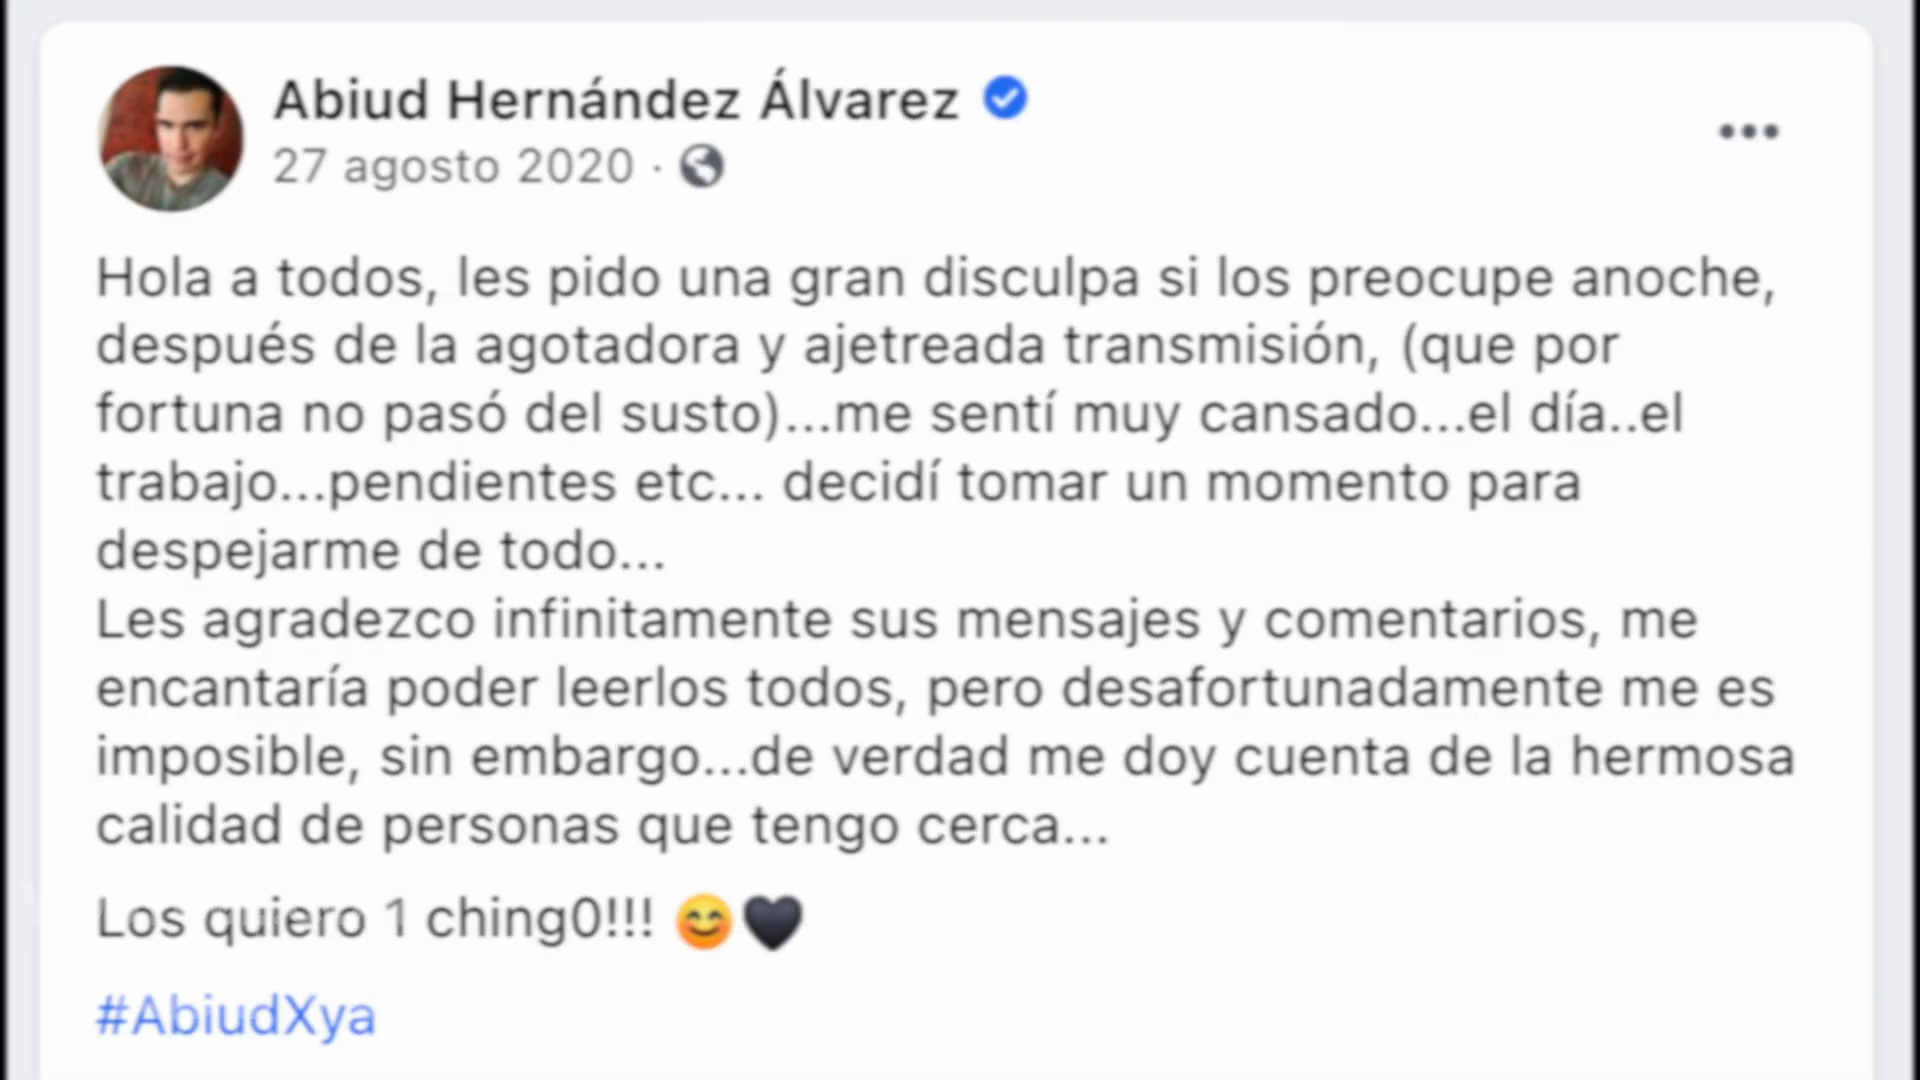 Abiud Hernández Álvarez
27 agosto 2020 ·
Hola a todos, les pido una gran disculpa si los preocupe anoche,
después de la agotadora y ajetreada transmisión, (que por
fortuna no pasó del susto)...me sentí muy cansado...el día..el
trabajo...pendientes etc... decidí tomar un momento para
despejarme de todo...
Les agradezco infinitamente sus mensajes y comentarios, me
encantaría poder leerlos todos, pero desafortunadamente me es
imposible, sin embargo...de verdad me doy cuenta de la hermosa
calidad de personas que tengo cerca...
Los quiero 1 ching0!!! 😊🖤
#AbiudXya